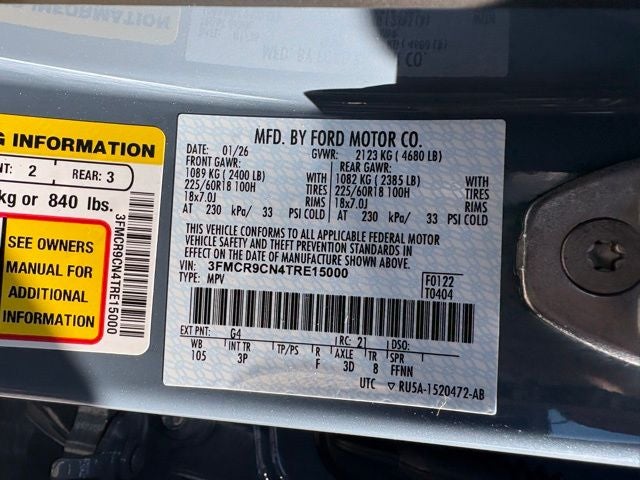 G INFORMATION
NT: 2 REAR: 3
kg or 840 lbs.
SEE OWNERS
MANUAL FOR
ADDITIONAL
INFORMATION
3FMCR9CN4TRE15000
MFD. BY FORD MOTOR CO.
DATE: 01/26 GVWR: 2123 KG ( 4680 LB)
FRONT GAWR: REAR GAWR:
1089 KG ( 2400 LB) WITH 1082 KG ( 2385 LB) WITH
225/60R18 100H TIRES 225/60R18 100H TIRES
18x7.0J RIMS 18x7.0J RIMS
AT 230 kPa/ 33 PSI COLD AT 230 kPa/ 33 PSI COLD
THIS VEHICLE CONFORMS TO ALL APPLICABLE FEDERAL MOTOR
VEHICLE SAFETY AND THEFT PREVENTION STANDARDS IN
EFFECT ON THE DATE OF MANUFACTURE SHOWN ABOVE.
VIN: 3FMCR9CN4TRE15000
TYPE: MPV
F0122
T0404
EXT PNT: G4 RC: 21 DSO:
WB INT TR TP/PS R AXLE TR SPR
105 3P F 3D 8 FFNN
UTC RU5A-1520472-AB